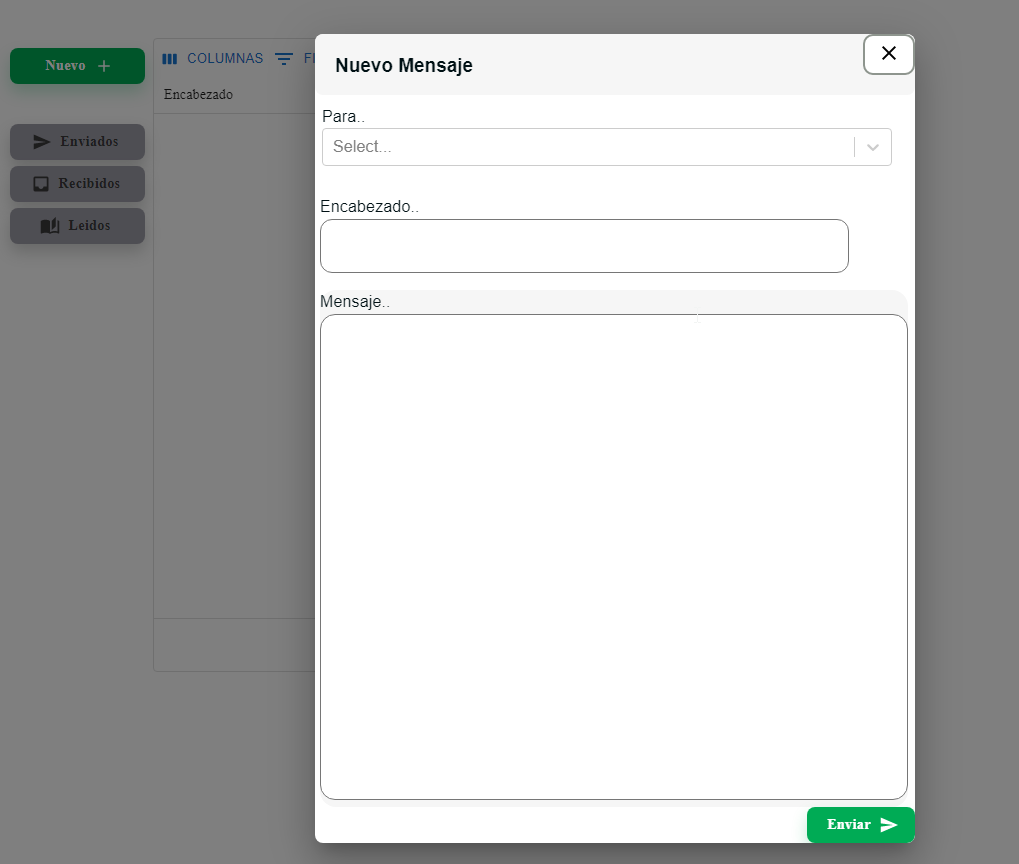 Nuevo
COLUMNAS
Encabezado
Enviados
Recibidos
Leidos
Nuevo Mensaje
Para..
Select...
Encabezado..
Mensaje..
Enviar